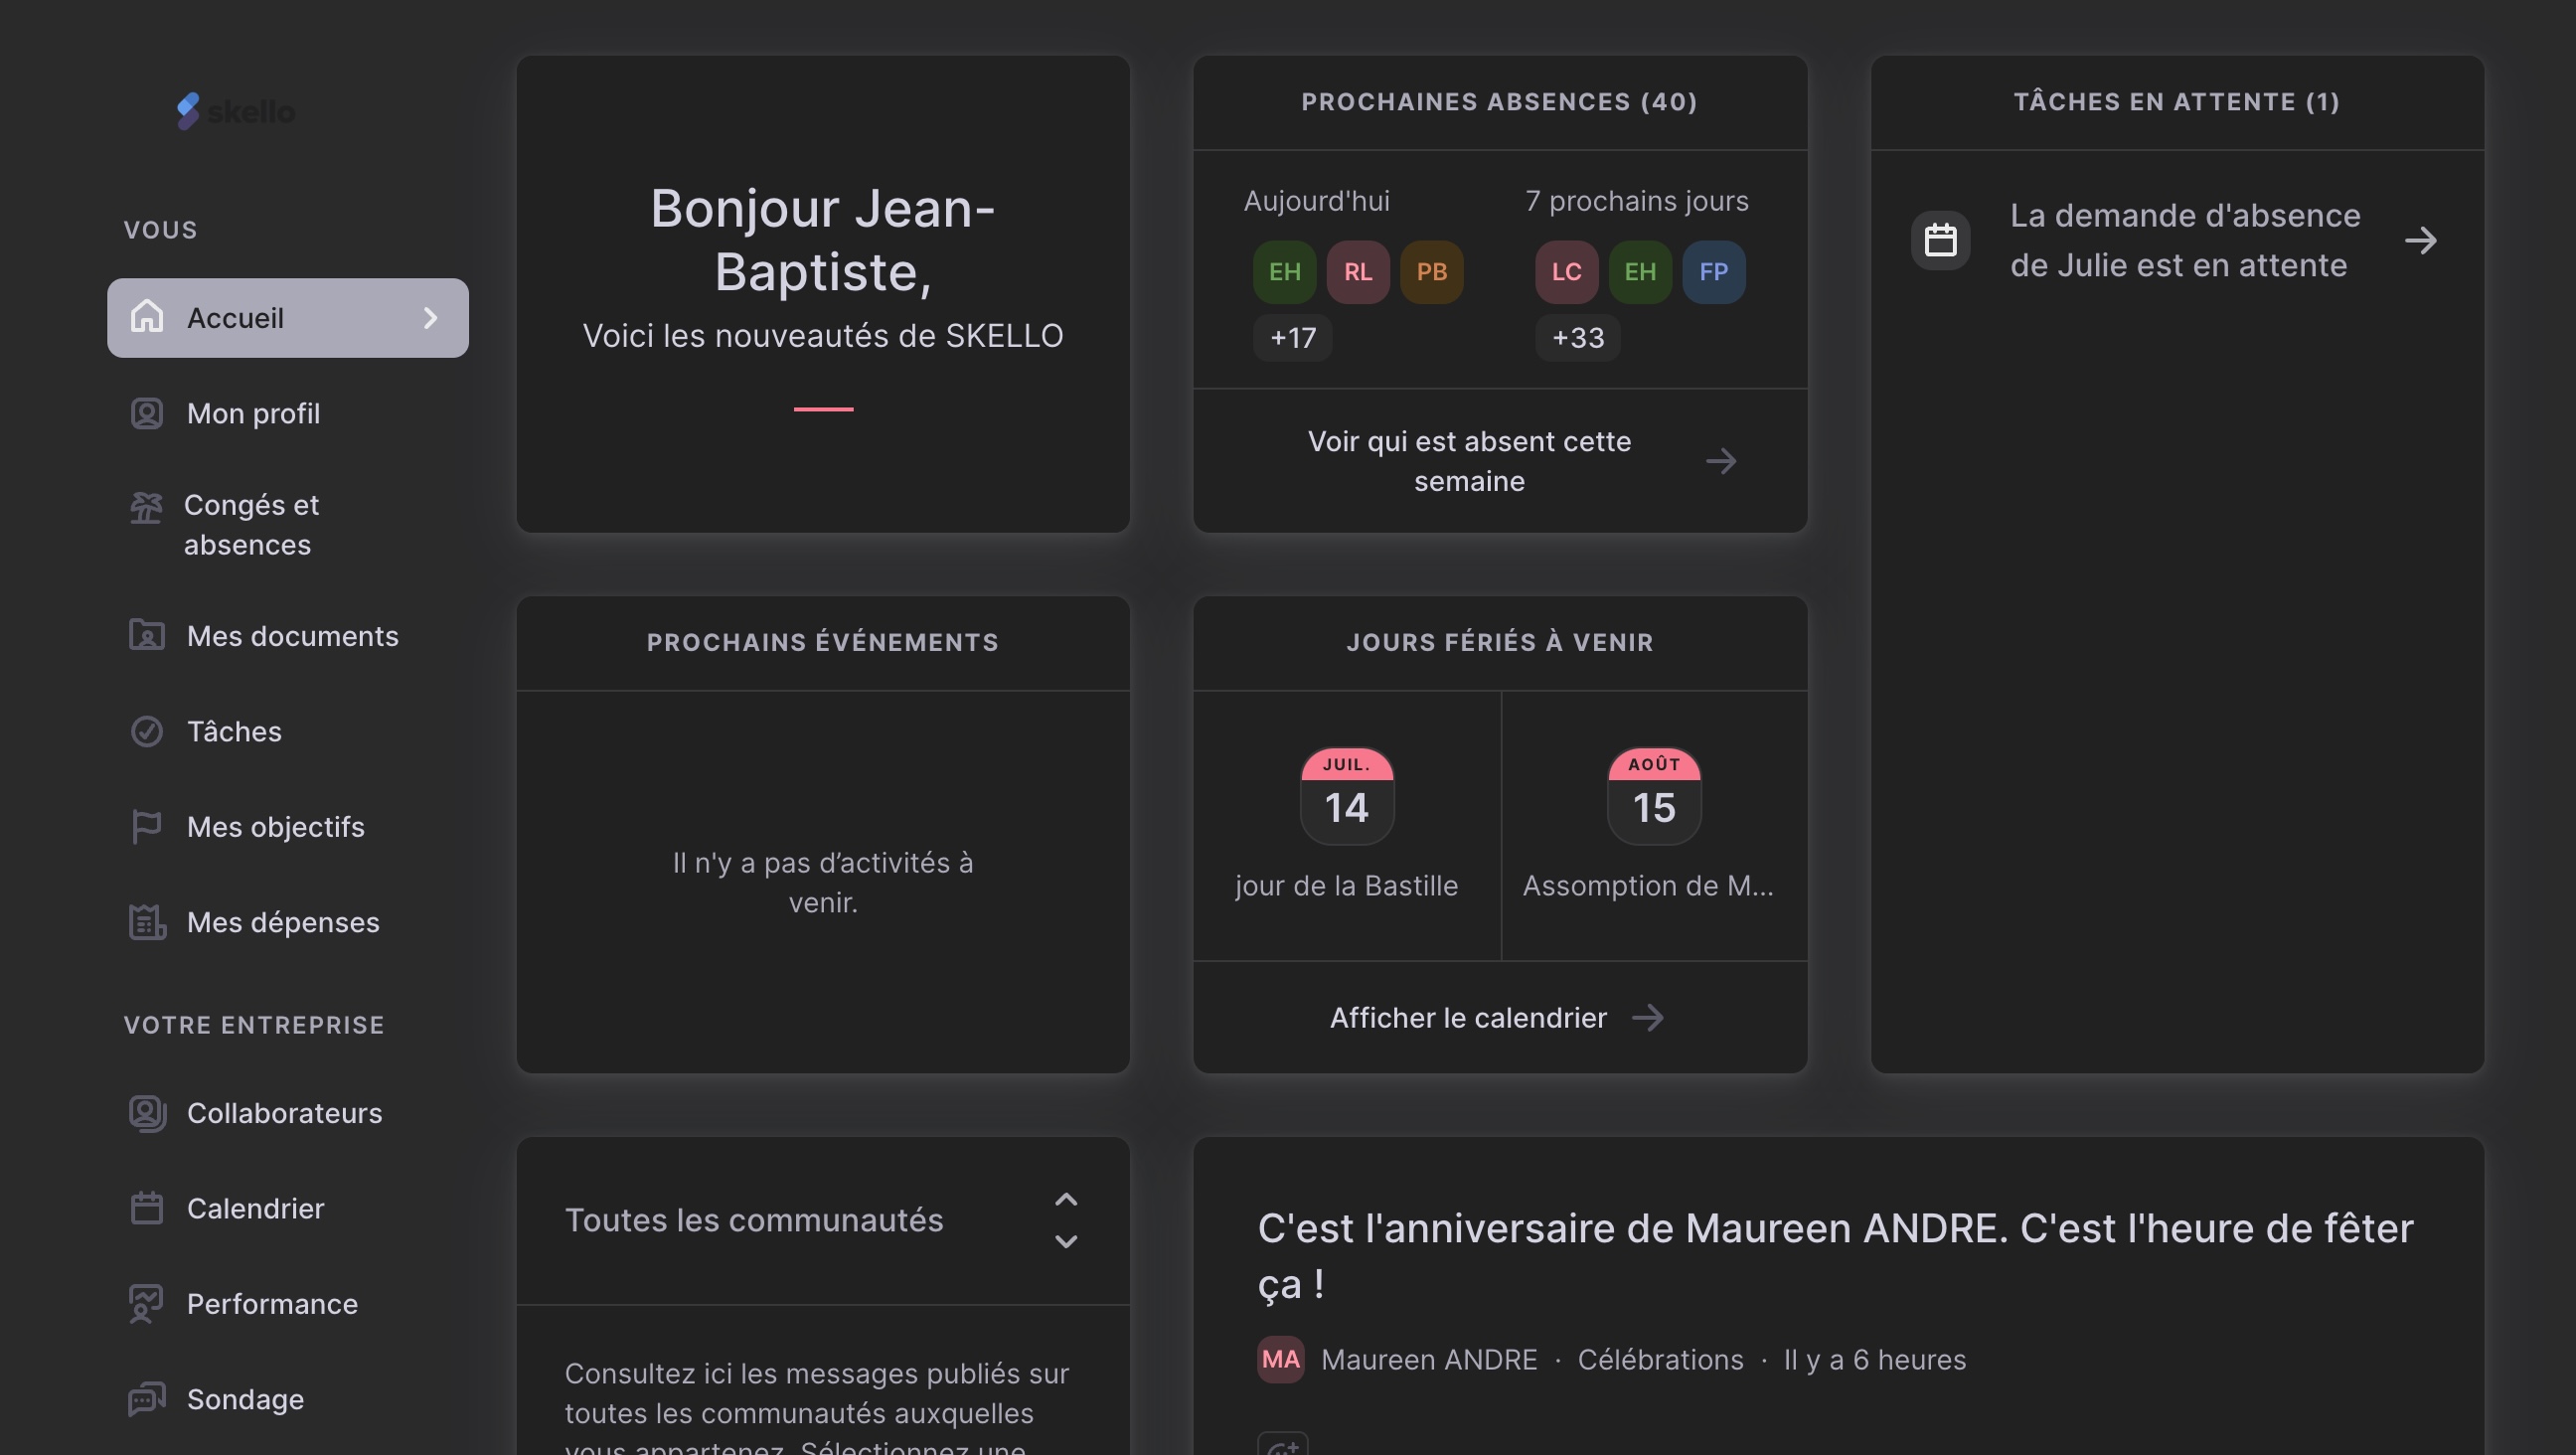 skello
VOUS
Accueil
Mon profil
Congés et
absences
Mes documents
Tâches
Mes objectifs
Mes dépenses
VOTRE ENTREPRISE
Collaborateurs
Calendrier
Performance
Sondage
Bonjour Jean-
Baptiste,
Voici les nouveautés de SKELLO
PROCHAINES ABSENCES (40)
Aujourd'hui
EH RL PB
+17
7 prochains jours
LC EH FP
+33
Voir qui est absent cette
semaine
TÂCHES EN ATTENTE (1)
La demande d'absence
de Julie est en attente
PROCHAINS ÉVÉNEMENTS
Il n'y a pas d’activités à
venir.
JOURS FÉRIÉS À VENIR
JUIL.
14
jour de la Bastille
AOÛT
15
Assomption de M...
Afficher le calendrier
Toutes les communautés
Consultez ici les messages publiés sur
toutes les communautés auxquelles
vous appartenez. Sélectionnez une
C'est l'anniversaire de Maureen ANDRE. C'est l'heure de fêter
ça !
MA Maureen ANDRE · Célébrations · Il y a 6 heures